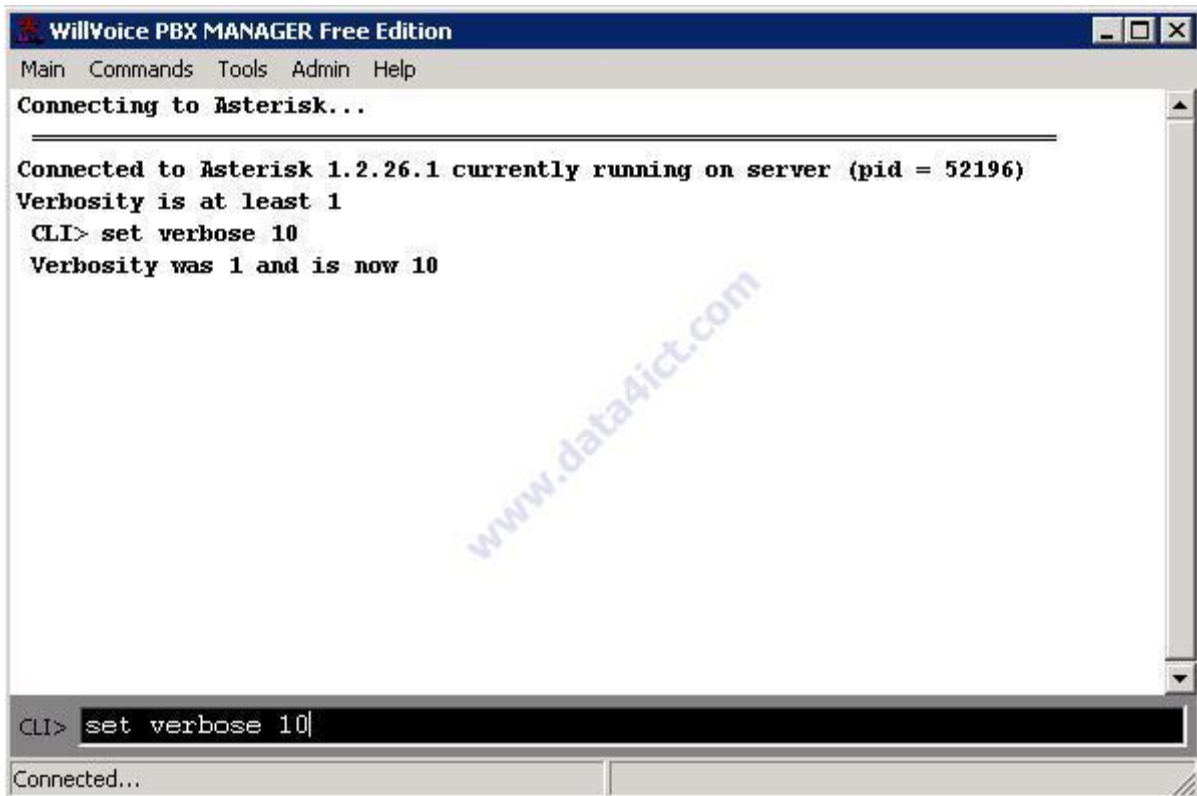 WillVoice PBX MANAGER Free Edition
Main Commands Tools Admin Help
Connecting to Asterisk...
Connected to Asterisk 1.2.26.1 currently running on server (pid = 52196)
Verbosity is at least 1
CLI> set verbose 10
Verbosity was 1 and is now 10
www.data4ict.com
CLI> set verbose 10
Connected...